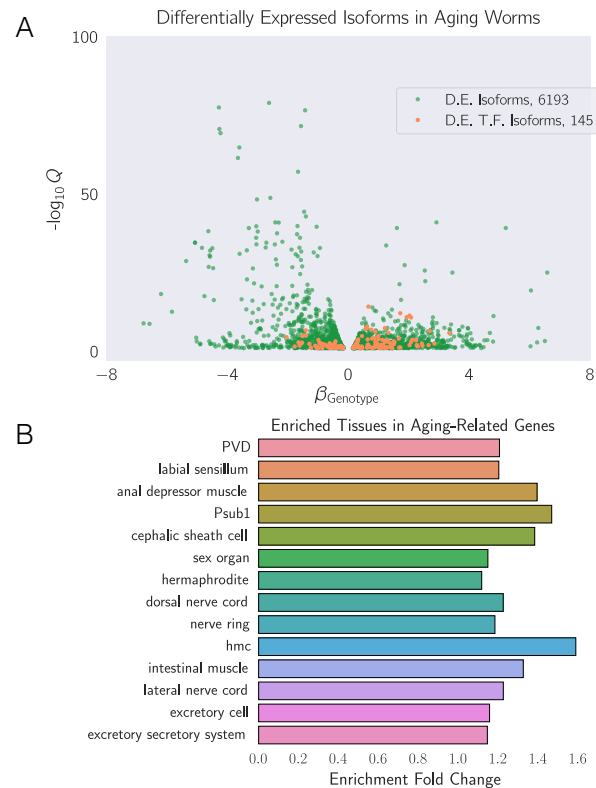 A
Differentially Expressed Isoforms in Aging Worms
100
50
0
-log₁₀ Q
D.E. Isoforms, 6193
D.E. T.F. Isoforms, 145
−8 −4 0 4 8
βGenotype
B
Enriched Tissues in Aging-Related Genes
PVD
labial sensillum
anal depressor muscle
Psub1
cephalic sheath cell
sex organ
hermaphrodite
dorsal nerve cord
nerve ring
hmc
intestinal muscle
lateral nerve cord
excretory cell
excretory secretory system
0.0 0.2 0.4 0.6 0.8 1.0 1.2 1.4 1.6
Enrichment Fold Change